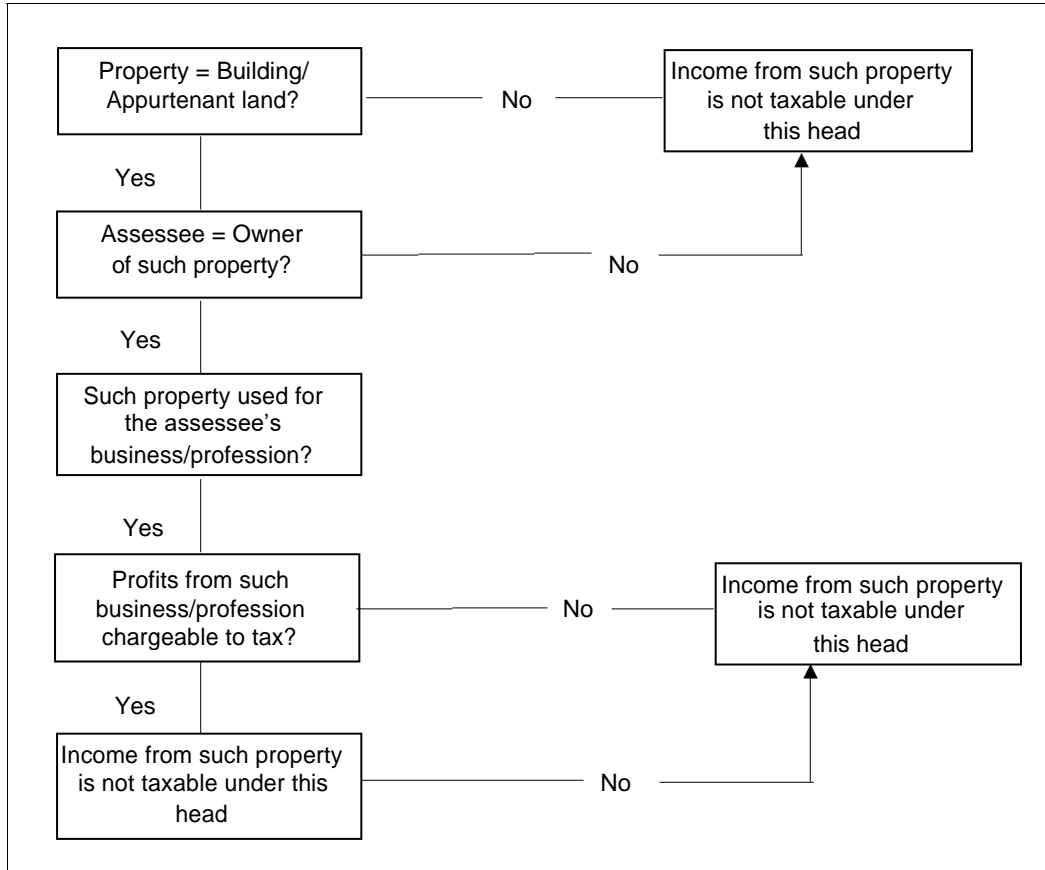 Property = Building/
Appurtenant land?
No
Income from such property
is not taxable under
this head
Yes
Assessee = Owner
of such property?
No
Yes
Such property used for
the assessee's
business/profession?
Yes
Profits from such
business/profession
chargeable to tax?
No
Income from such property
is not taxable under
this head
Yes
Income from such property
is not taxable under this
head
No